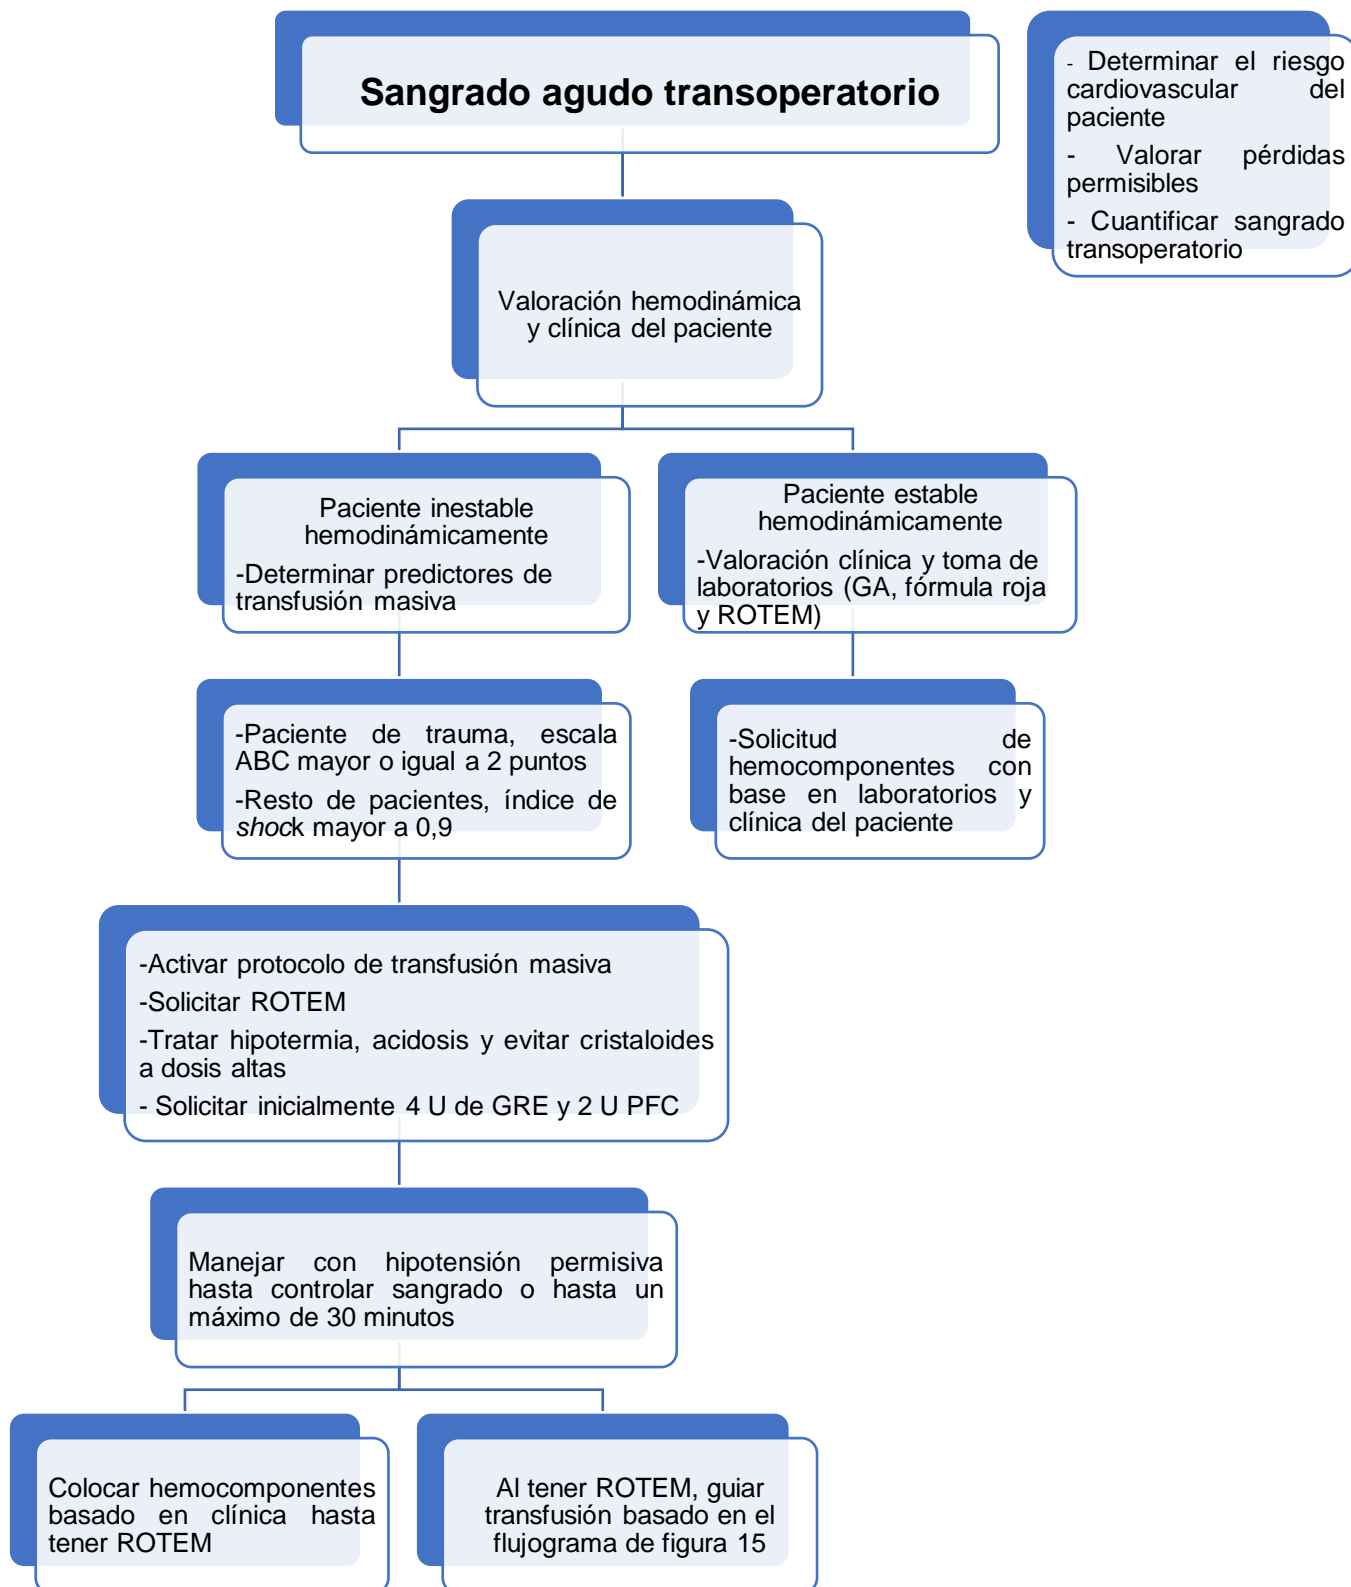 Sangrado agudo transoperatorio
- Determinar el riesgo
cardiovascular del
paciente
- Valorar pérdidas
permisibles
- Cuantificar sangrado
transoperatorio
Valoración hemodinámica
y clínica del paciente
Paciente inestable
hemodinámicamente
-Determinar predictores de
transfusión masiva
Paciente estable
hemodinámicamente
-Valoración clínica y toma de
laboratorios (GA, fórmula roja
y ROTEM)
-Paciente de trauma, escala
ABC mayor o igual a 2 puntos
-Resto de pacientes, índice de
shock mayor a 0,9
-Solicitud de
hemocomponentes con
base en laboratorios y
clínica del paciente
-Activar protocolo de transfusión masiva
-Solicitar ROTEM
-Tratar hipotermia, acidosis y evitar cristaloides
a dosis altas
- Solicitar inicialmente 4 U de GRE y 2 U PFC
Manejar con hipotensión permisiva
hasta controlar sangrado o hasta un
máximo de 30 minutos
Colocar hemocomponentes
basado en clínica hasta
tener ROTEM
Al tener ROTEM, guiar
transfusión basado en el
flujograma de figura 15